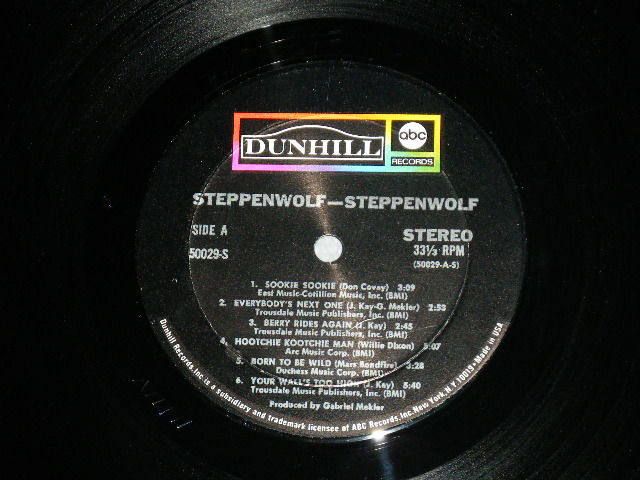 DUNHILL
abc
RECORDS
STEPPENWOLF—STEPPENWOLF
SIDE A
STEREO
50029-S
33⅓ RPM
(50029-A-S)
1. SOOKIE SOOKIE (Don Covay) 3:09
East Music-Cotillion Music, Inc. (BMI)
2. EVERYBODY'S NEXT ONE (J. Kay-G. Mekler) 2:53
Trousdale Music Publishers, Inc. (BMI)
3. BERRY RIDES AGAIN (J. Kay) 2:45
Trousdale Music Publishers, Inc. (BMI)
4. HOOTCHIE KOOTCHIE MAN (Willie Dixon) 5:07
Arc Music Corp. (BMI)
5. BORN TO BE WILD (Mars Bondfire) 3:28
Duchess Music Corp. (BMI)
6. YOUR WALL'S TOO HIGH (J. Kay) 5:40
Trousdale Music Publishers, Inc. (BMI)
Produced by Gabriel Mekler
Dunhill Records, Inc. is a subsidiary and trademark licensee of ABC Records, Inc. New York, N.Y. 10019 • Made in USA